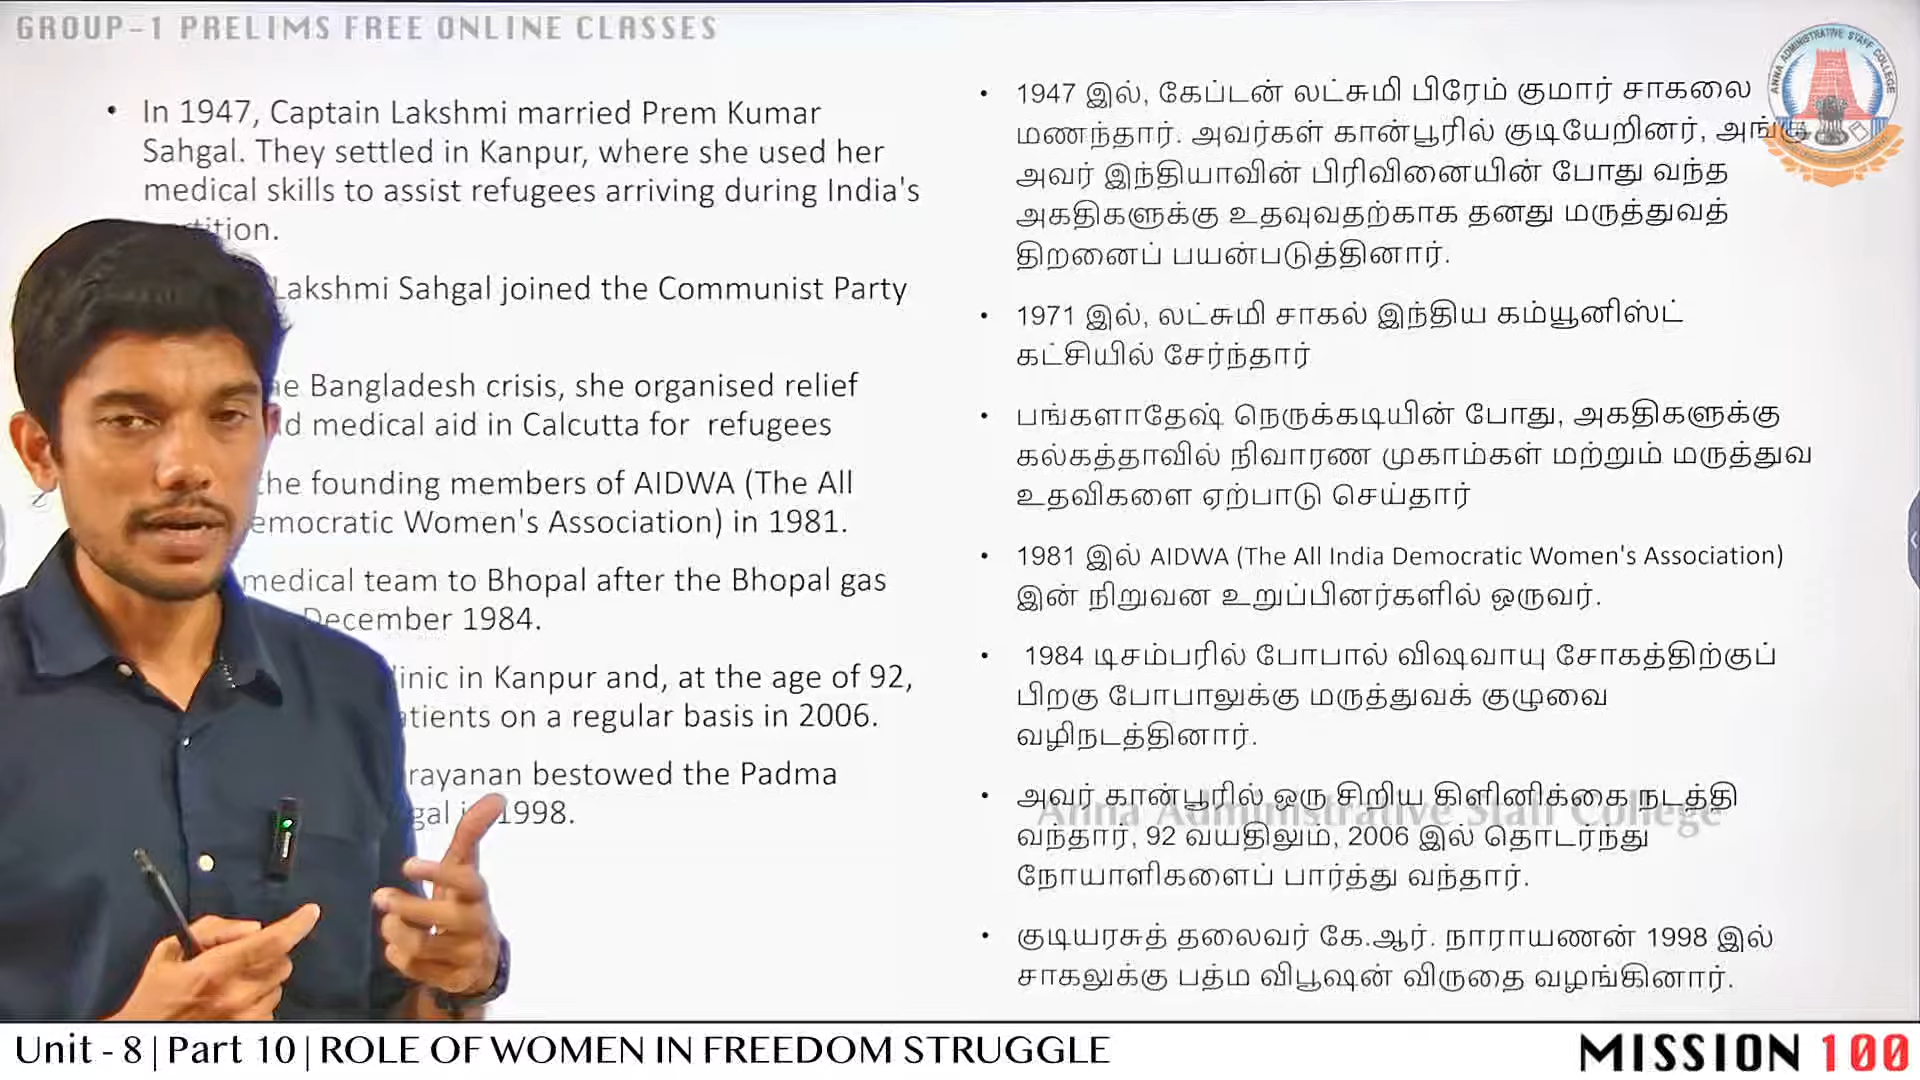 GROUP-1 PRELIMS FREE ONLINE CLASSES
• In 1947, Captain Lakshmi married Prem Kumar
Sahgal. They settled in Kanpur, where she used her
medical skills to assist refugees arriving during India's
Lakshmi Sahgal joined the Communist Party
Bangladesh crisis, she organised relief
medical aid in Calcutta for refugees
the founding members of AIDWA (The All
Women's Association) in 1981.
medical team to Bhopal after the Bhopal gas
December 1984.
in Kanpur and, at the age of 92,
on a regular basis in 2006.
bestowed the Padma
1998.
• 1947 இல், கேப்டன் லட்சுமி பிரேம் குமார் சாகலை
மணந்தார். அவர்கள் கான்பூரில் குடியேறினர், அங்கு
அவர் இந்தியாவின் பிரிவினையின் போது வந்த
அகதிகளுக்கு உதவுவதற்காக தனது மருத்துவத்
திறனைப் பயன்படுத்தினார்.
• 1971 இல், லட்சுமி சாகல் இந்திய கம்யூனிஸ்ட்
கட்சியில் சேர்ந்தார்
• பங்களாதேஷ் நெருக்கடியின் போது, அகதிகளுக்கு
கல்கத்தாவில் நிவாரண முகாம்கள் மற்றும் மருத்துவ
உதவிகளை ஏற்பாடு செய்தார்
• 1981 இல் AIDWA (The All India Democratic Women's Association)
இன் நிறுவன உறுப்பினர்களில் ஒருவர்.
• 1984 டிசம்பரில் போபால் விஷவாயு சோகத்திற்குப்
பிறகு போபாலுக்கு மருத்துவக் குழுவை
வழிநடத்தினார்.
• அவர் கான்பூரில் ஒரு சிறிய கிளினிக்கை நடத்தி
வந்தார், 92 வயதிலும், 2006 இல் தொடர்ந்து
நோயாளிகளைப் பார்த்து வந்தார்.
• குடியரசுத் தலைவர் கே.ஆர். நாராயணன் 1998 இல்
சாகலுக்கு பத்ம விபூஷன் விருதை வழங்கினார்.
Anna Administrative Staff College
ANNA ADMINISTRATIVE STAFF COLLEGE
Unit - 8 | Part 10 | ROLE OF WOMEN IN FREEDOM STRUGGLE
MISSION 100